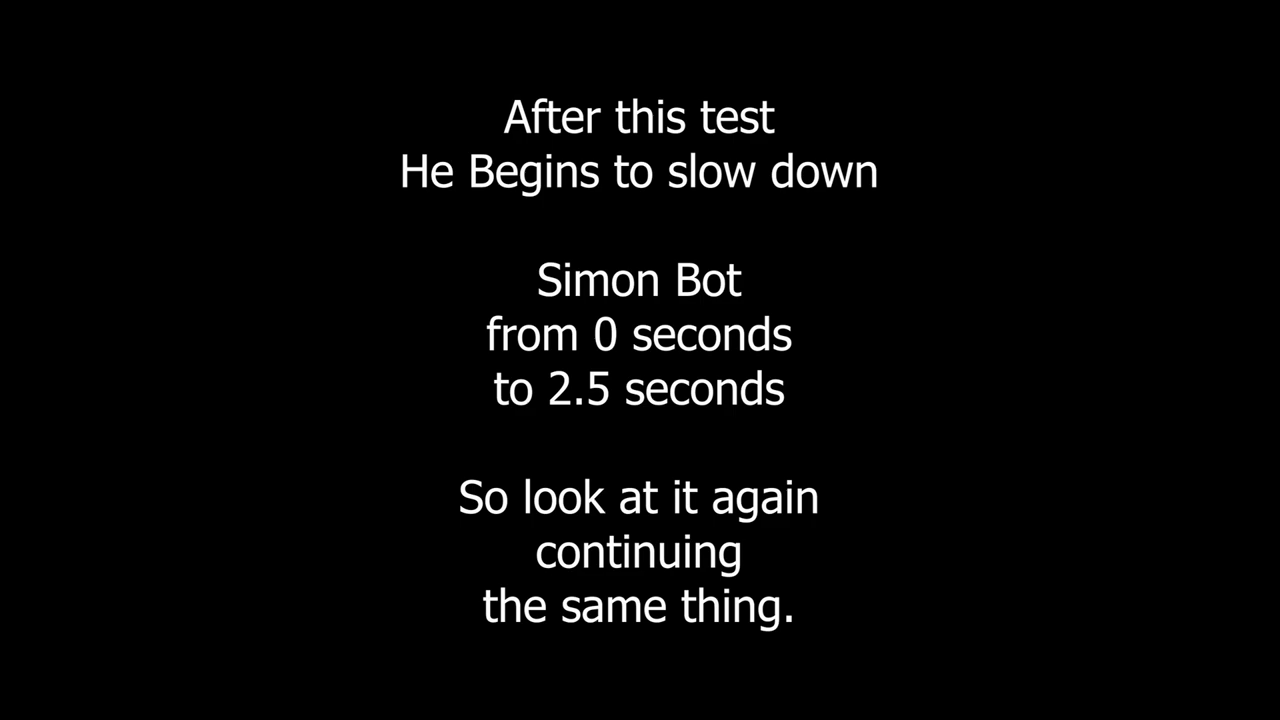 After this test
He Begins to slow down
Simon Bot
from 0 seconds
to 2.5 seconds
So look at it again
continuing
the same thing.